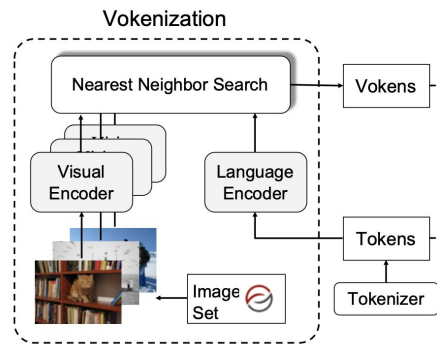 Vokenization
Nearest Neighbor Search
Vokens
Visual
Encoder
Language
Encoder
Tokens
Image
Set
Tokenizer